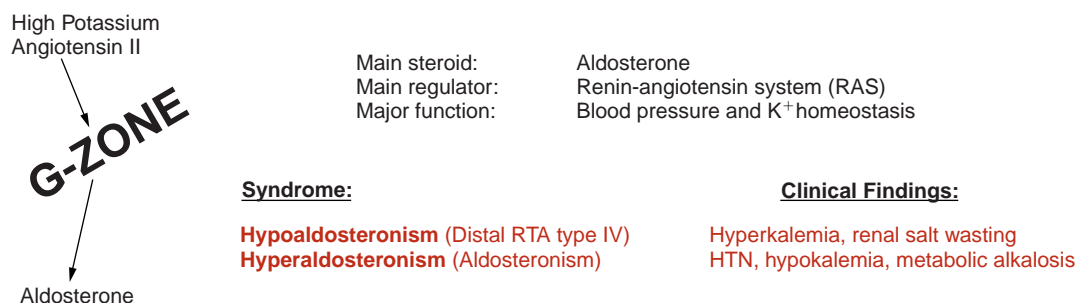 High Potassium
Angiotensin II
G-ZONE
Aldosterone
Main steroid: Aldosterone
Main regulator: Renin-angiotensin system (RAS)
Major function: Blood pressure and K+ homeostasis
Syndrome: Clinical Findings:
Hypoaldosteronism (Distal RTA type IV) Hyperkalemia, renal salt wasting
Hyperaldosteronism (Aldosteronism) HTN, hypokalemia, metabolic alkalosis